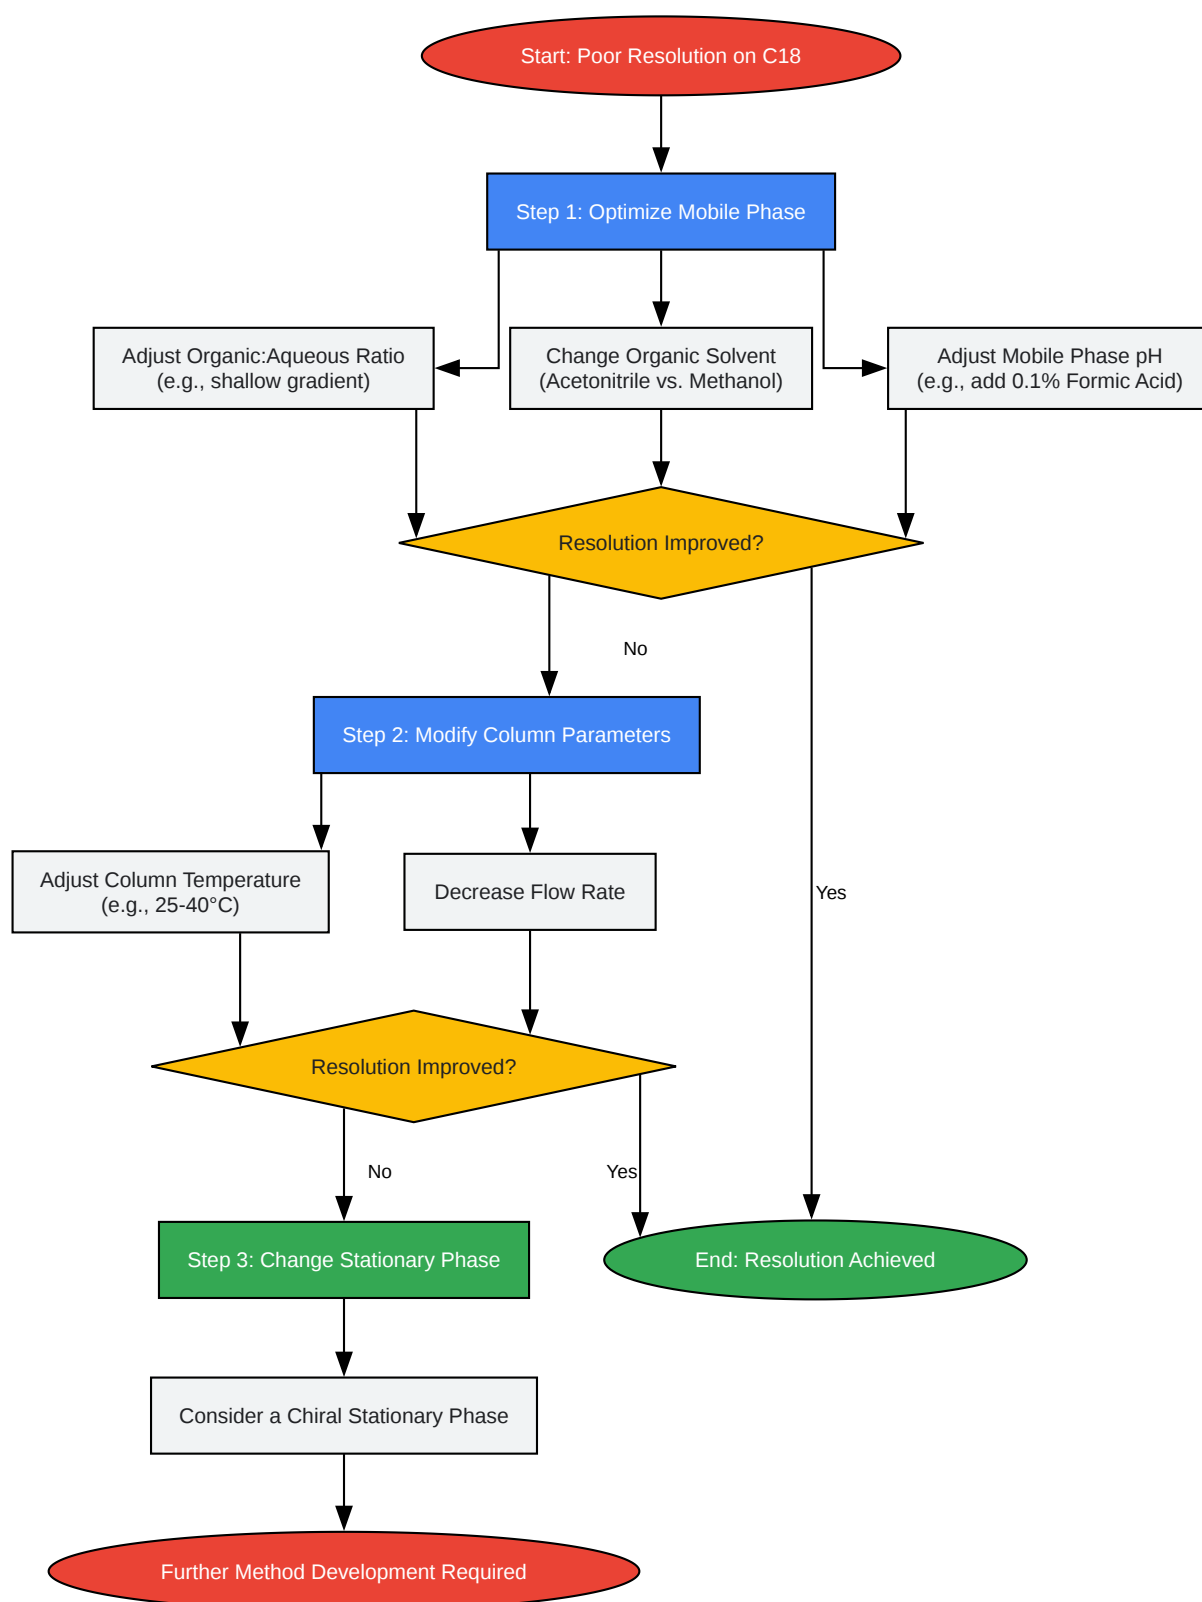 Start: Poor Resolution on C18
Step 1: Optimize Mobile Phase
Adjust Organic:Aqueous Ratio
(e.g., shallow gradient)
Change Organic Solvent
(Acetonitrile vs. Methanol)
Adjust Mobile Phase pH
(e.g., add 0.1% Formic Acid)
Resolution Improved?
No
Step 2: Modify Column Parameters
Adjust Column Temperature
(e.g., 25-40°C)
Decrease Flow Rate
Yes
Resolution Improved?
No
Yes
Step 3: Change Stationary Phase
End: Resolution Achieved
Consider a Chiral Stationary Phase
Further Method Development Required